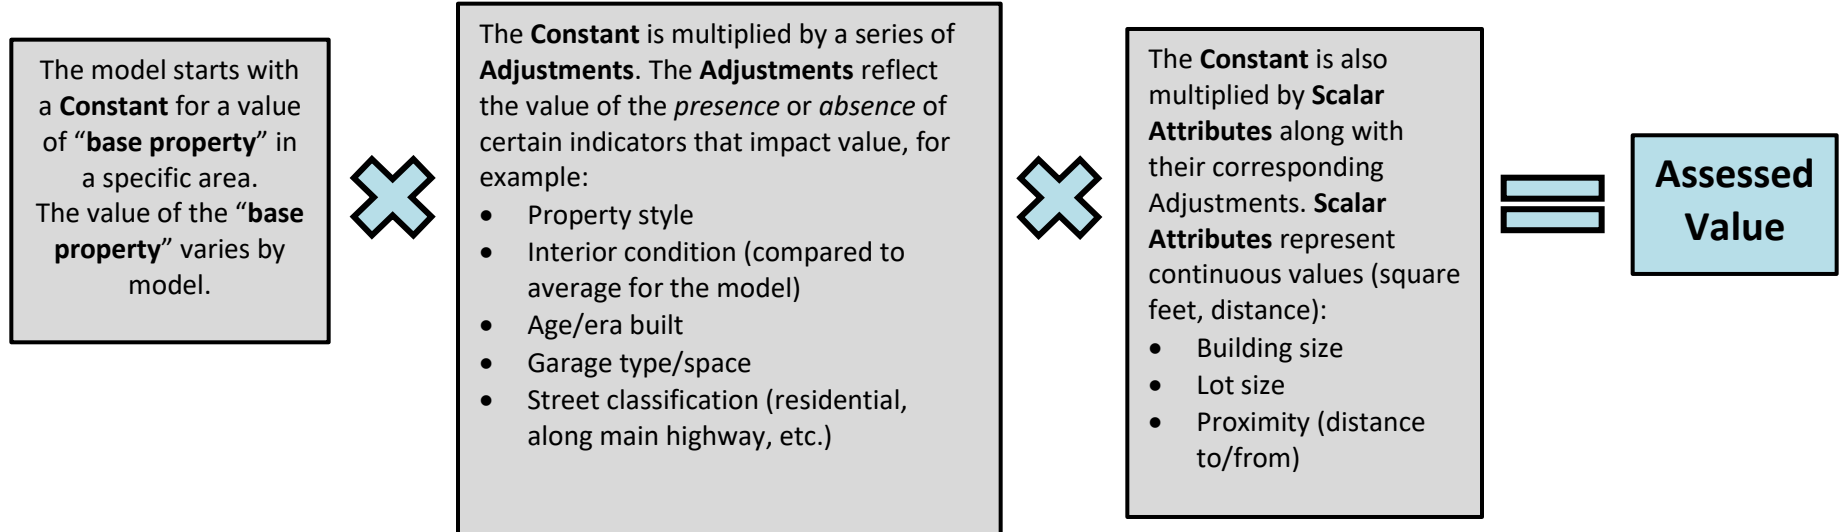 The model starts with
a Constant for a value
of “base property” in
a specific area.
The value of the “base
property” varies by
model.
The Constant is multiplied by a series of
Adjustments. The Adjustments reflect
the value of the presence or absence of
certain indicators that impact value, for
example:
• Property style
• Interior condition (compared to
average for the model)
• Age/era built
• Garage type/space
• Street classification (residential,
along main highway, etc.)
The Constant is also
multiplied by Scalar
Attributes along with
their corresponding
Adjustments. Scalar
Attributes represent
continuous values (square
feet, distance):
• Building size
• Lot size
• Proximity (distance
to/from)
Assessed
Value